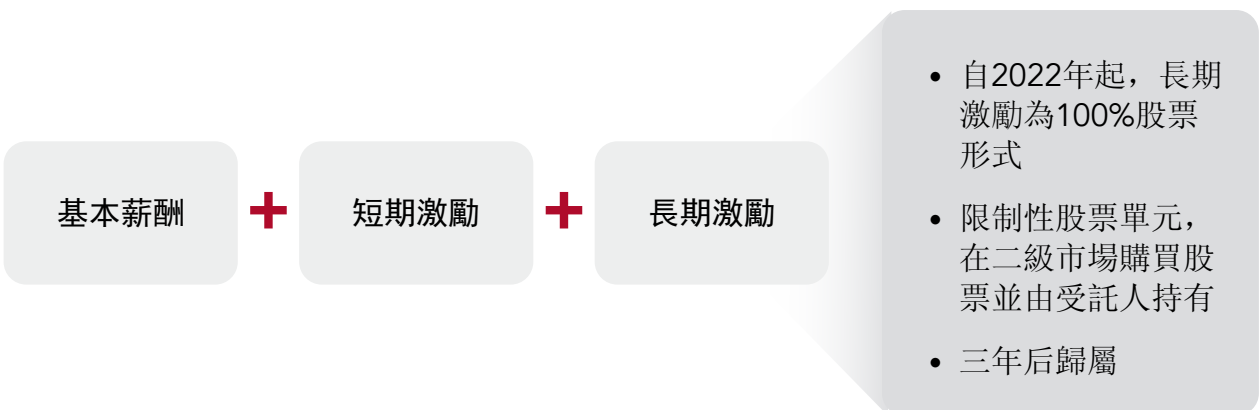 基本薪酬
+
短期激勵
+
長期激勵
• 自2022年起，長期
激勵為100%股票
形式
• 限制性股票單元，
在二級市場購買股
票並由受託人持有
• 三年后歸屬